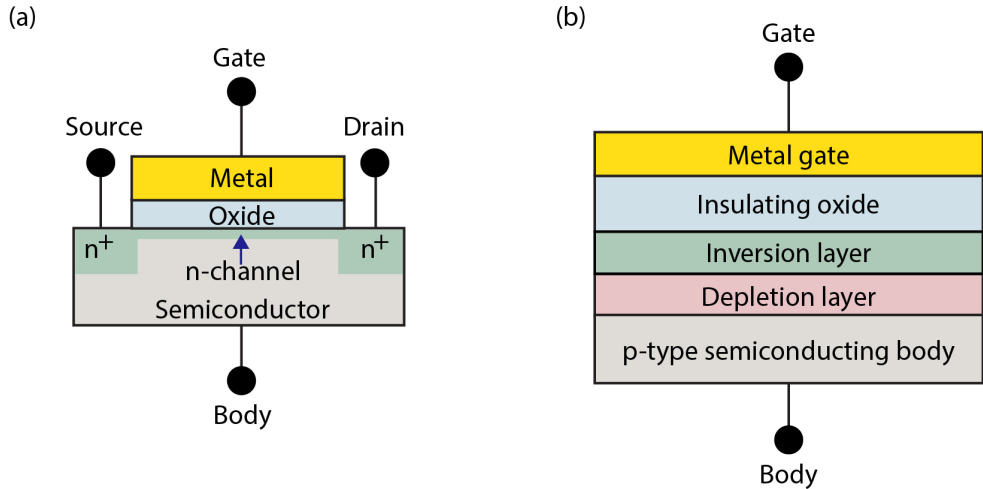 (a)
Gate
Source
Drain
Metal
Oxide
n+
n+
n-channel
Semiconductor
Body
(b)
Gate
Metal gate
Insulating oxide
Inversion layer
Depletion layer
p-type semiconducting body
Body